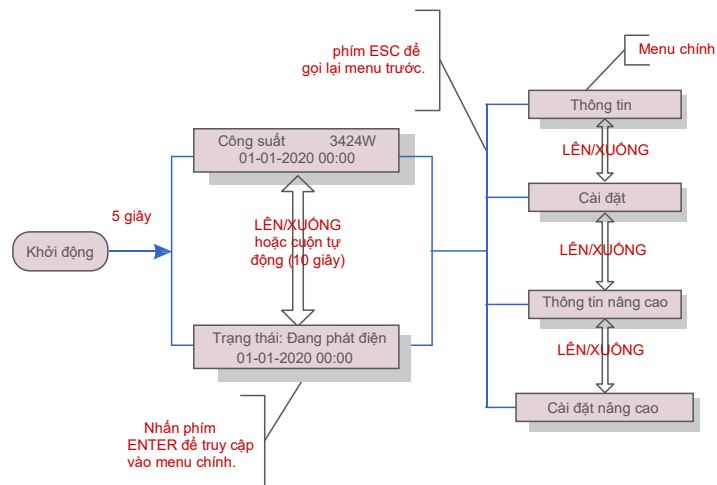 phím ESC để
gọi lại menu trước.
Menu chính
Thông tin
Công suất 3424W
01-01-2020 00:00
LÊN/XUỐNG
Cài đặt
5 giây
LÊN/XUỐNG
hoặc cuộn tự
động (10 giây)
Khởi động
LÊN/XUỐNG
Thông tin nâng cao
Trạng thái: Đang phát điện
01-01-2020 00:00
LÊN/XUỐNG
Cài đặt nâng cao
Nhấn phím
ENTER để truy cập
vào menu chính.